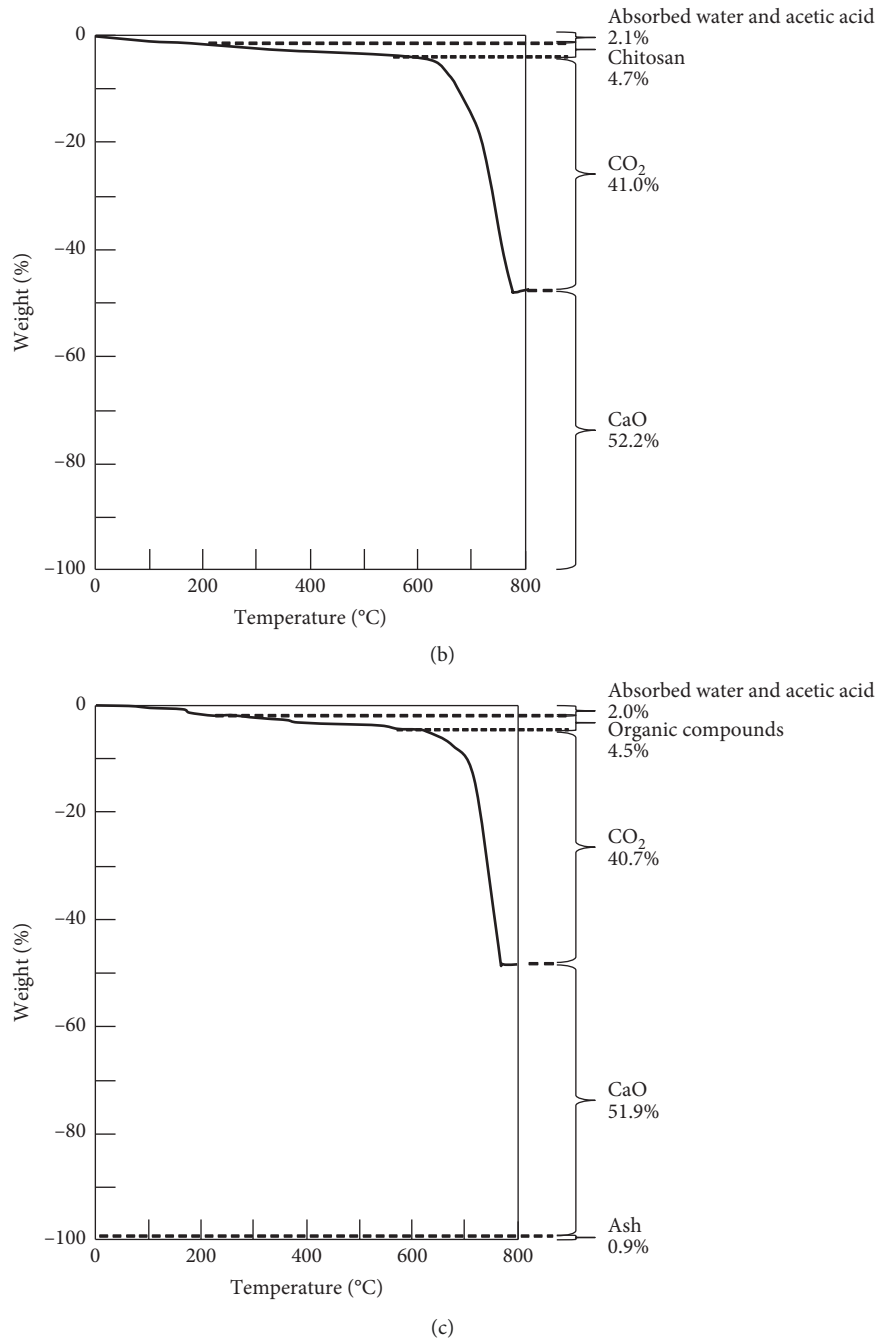 Absorbed water and acetic acid
2.1%
Chitosan
4.7%
CO₂
41.0%
CaO
52.2%
Weight (%)
0
–20
–40
–60
–80
–100
0 200 400 600 800
Temperature (°C)
(b)
Absorbed water and acetic acid
2.0%
Organic compounds
4.5%
CO₂
40.7%
CaO
51.9%
Ash
0.9%
Weight (%)
0
–20
–40
–60
–80
–100
0 200 400 600 800
Temperature (°C)
(c)